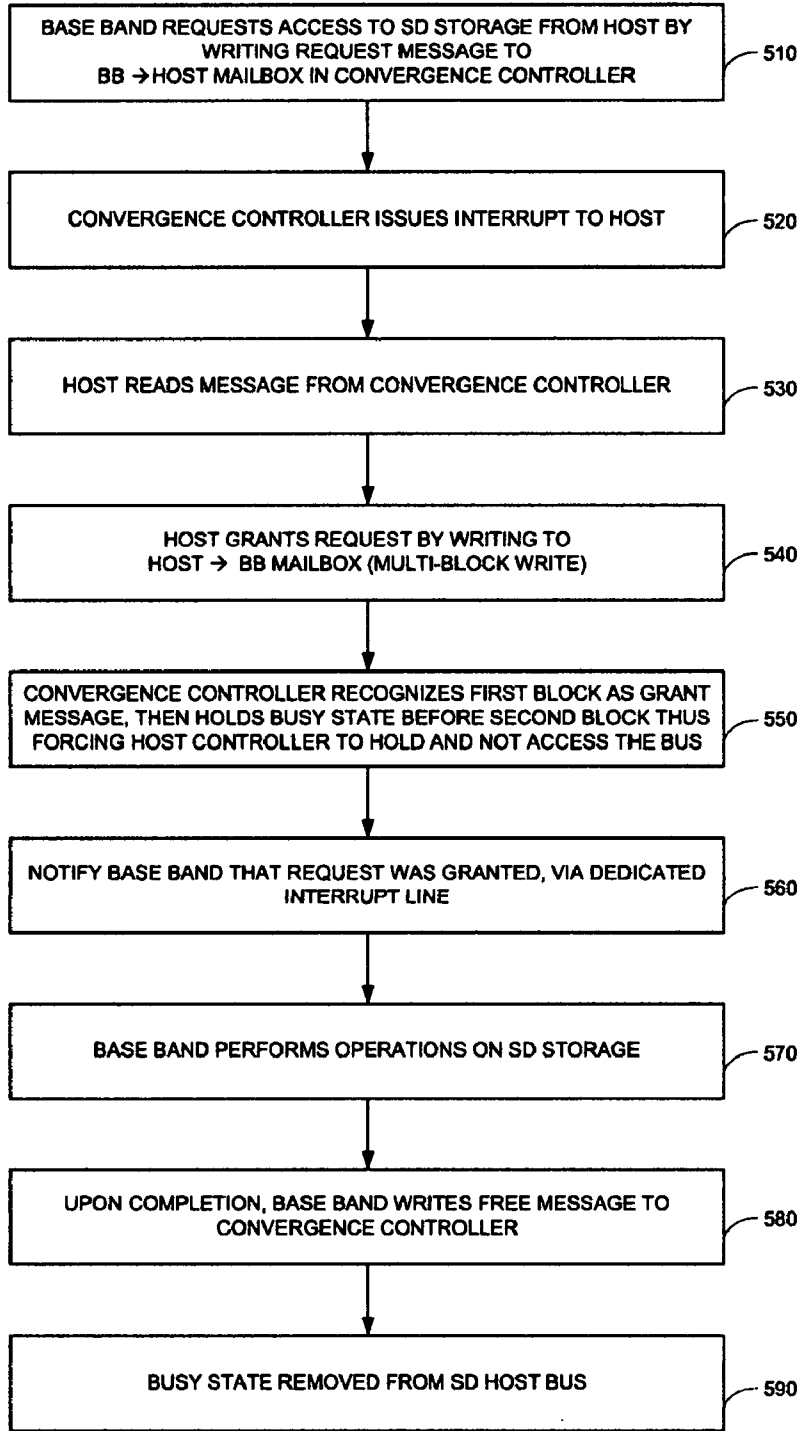 BASE BAND REQUESTS ACCESS TO SD STORAGE FROM HOST BY
WRITING REQUEST MESSAGE TO
BB → HOST MAILBOX IN CONVERGENCE CONTROLLER
510
CONVERGENCE CONTROLLER ISSUES INTERRUPT TO HOST
520
HOST READS MESSAGE FROM CONVERGENCE CONTROLLER
530
HOST GRANTS REQUEST BY WRITING TO
HOST → BB MAILBOX (MULTI-BLOCK WRITE)
540
CONVERGENCE CONTROLLER RECOGNIZES FIRST BLOCK AS GRANT
MESSAGE, THEN HOLDS BUSY STATE BEFORE SECOND BLOCK THUS
FORCING HOST CONTROLLER TO HOLD AND NOT ACCESS THE BUS
550
NOTIFY BASE BAND THAT REQUEST WAS GRANTED, VIA DEDICATED
INTERRUPT LINE
560
BASE BAND PERFORMS OPERATIONS ON SD STORAGE
570
UPON COMPLETION, BASE BAND WRITES FREE MESSAGE TO
CONVERGENCE CONTROLLER
580
BUSY STATE REMOVED FROM SD HOST BUS
590